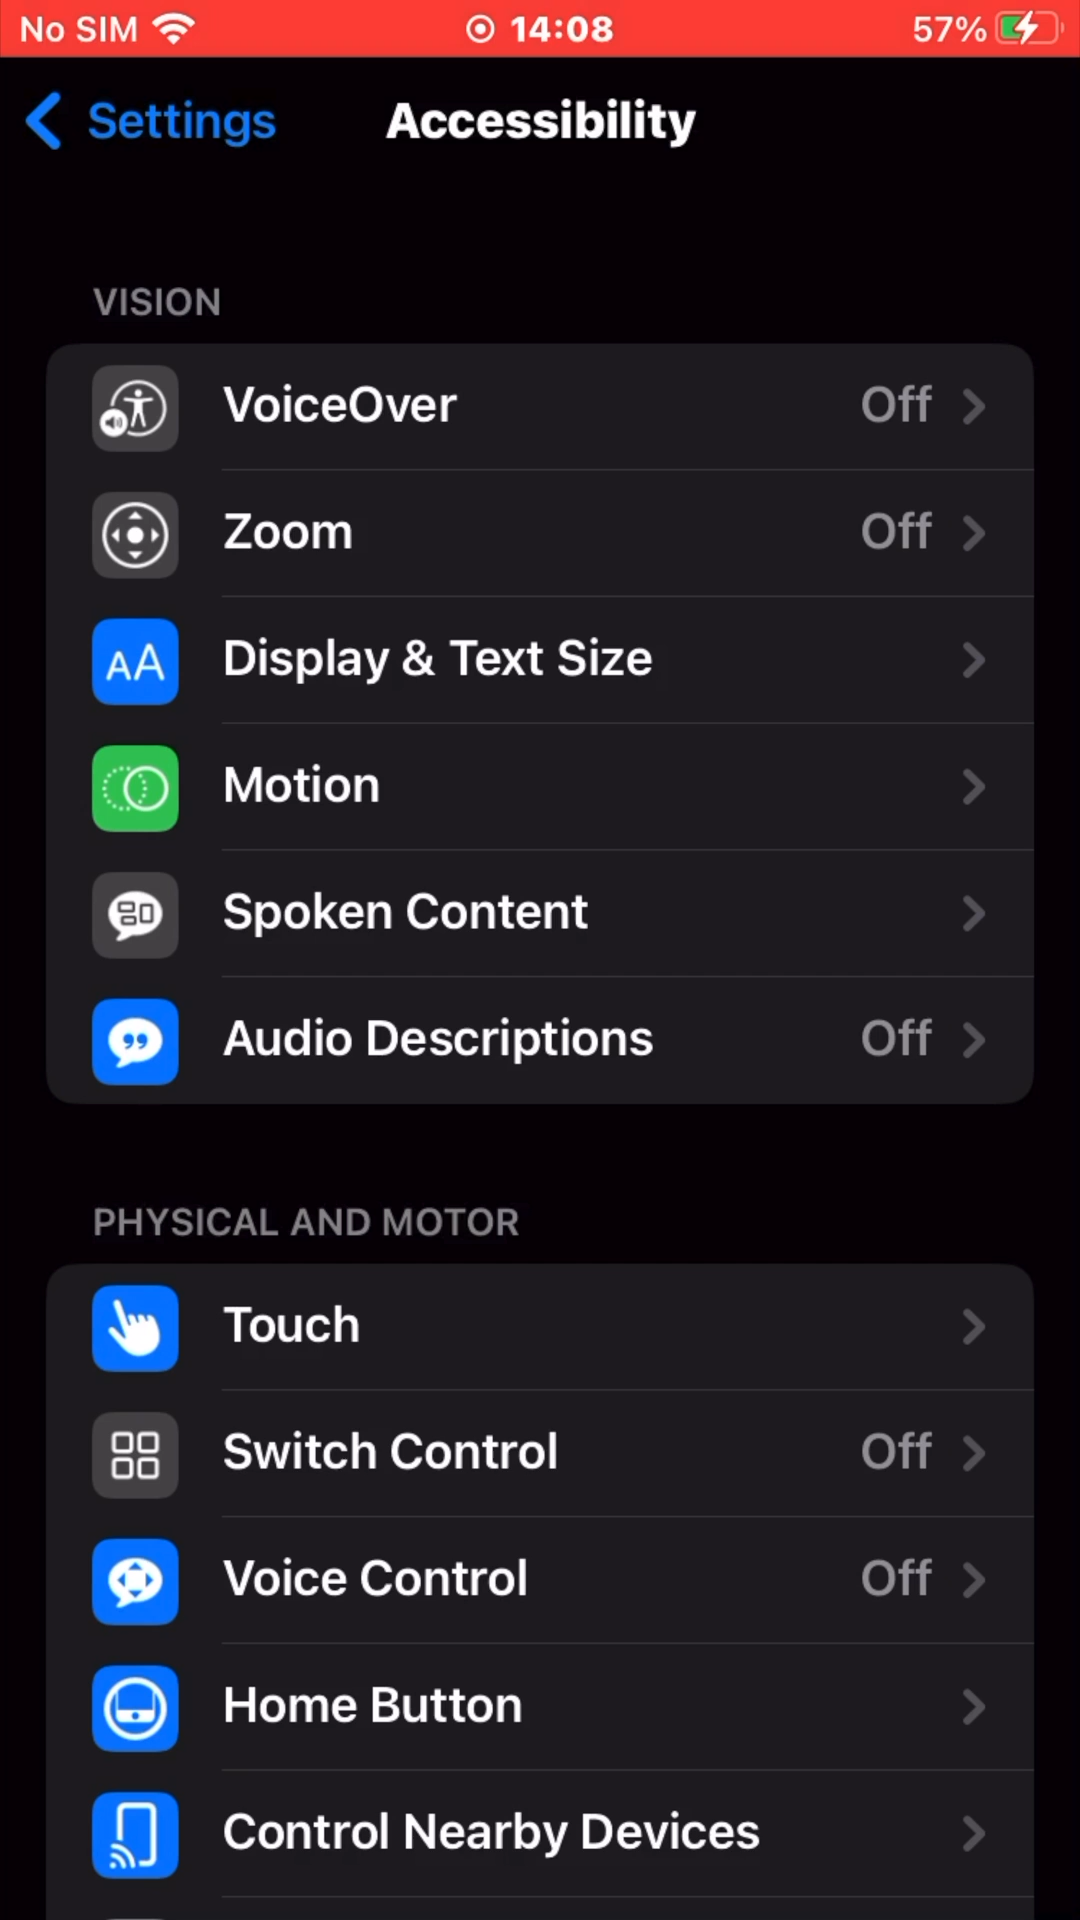 No SIM 14:08 57%
Settings Accessibility
VISION
VoiceOver Off
Zoom Off
AA Display & Text Size
Motion
Spoken Content
Audio Descriptions Off
PHYSICAL AND MOTOR
Touch
Switch Control Off
Voice Control Off
Home Button
Control Nearby Devices